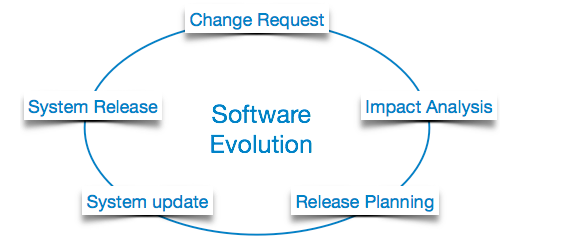 Change Request
System Release
Impact Analysis
Software
Evolution
System update
Release Planning